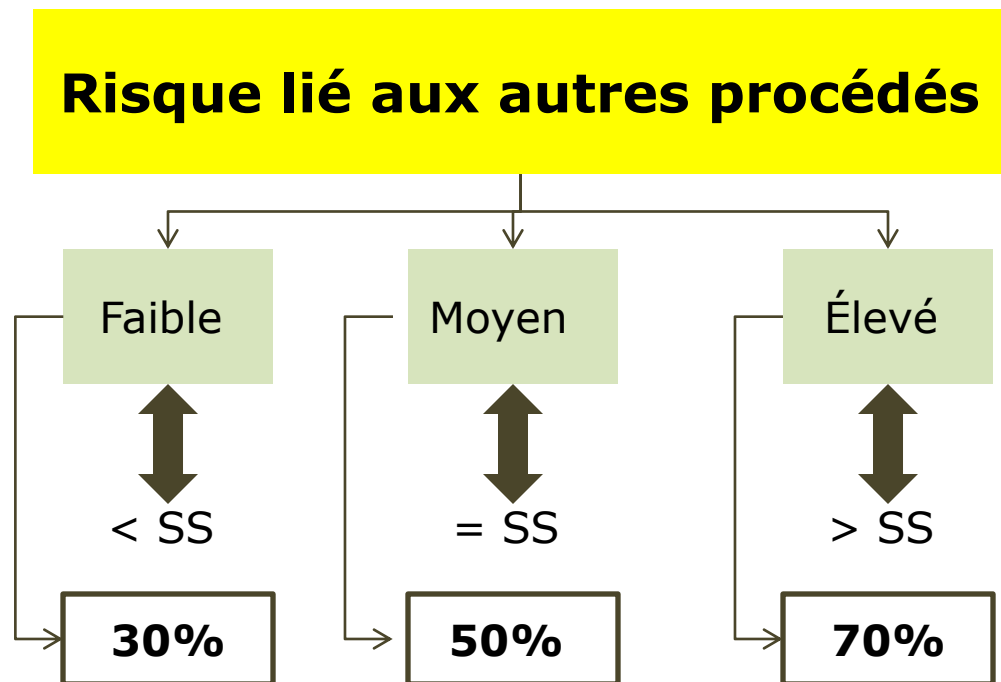 Risque lié aux autres procédés
Faible
Moyen
Élevé
< SS
= SS
> SS
30%
50%
70%